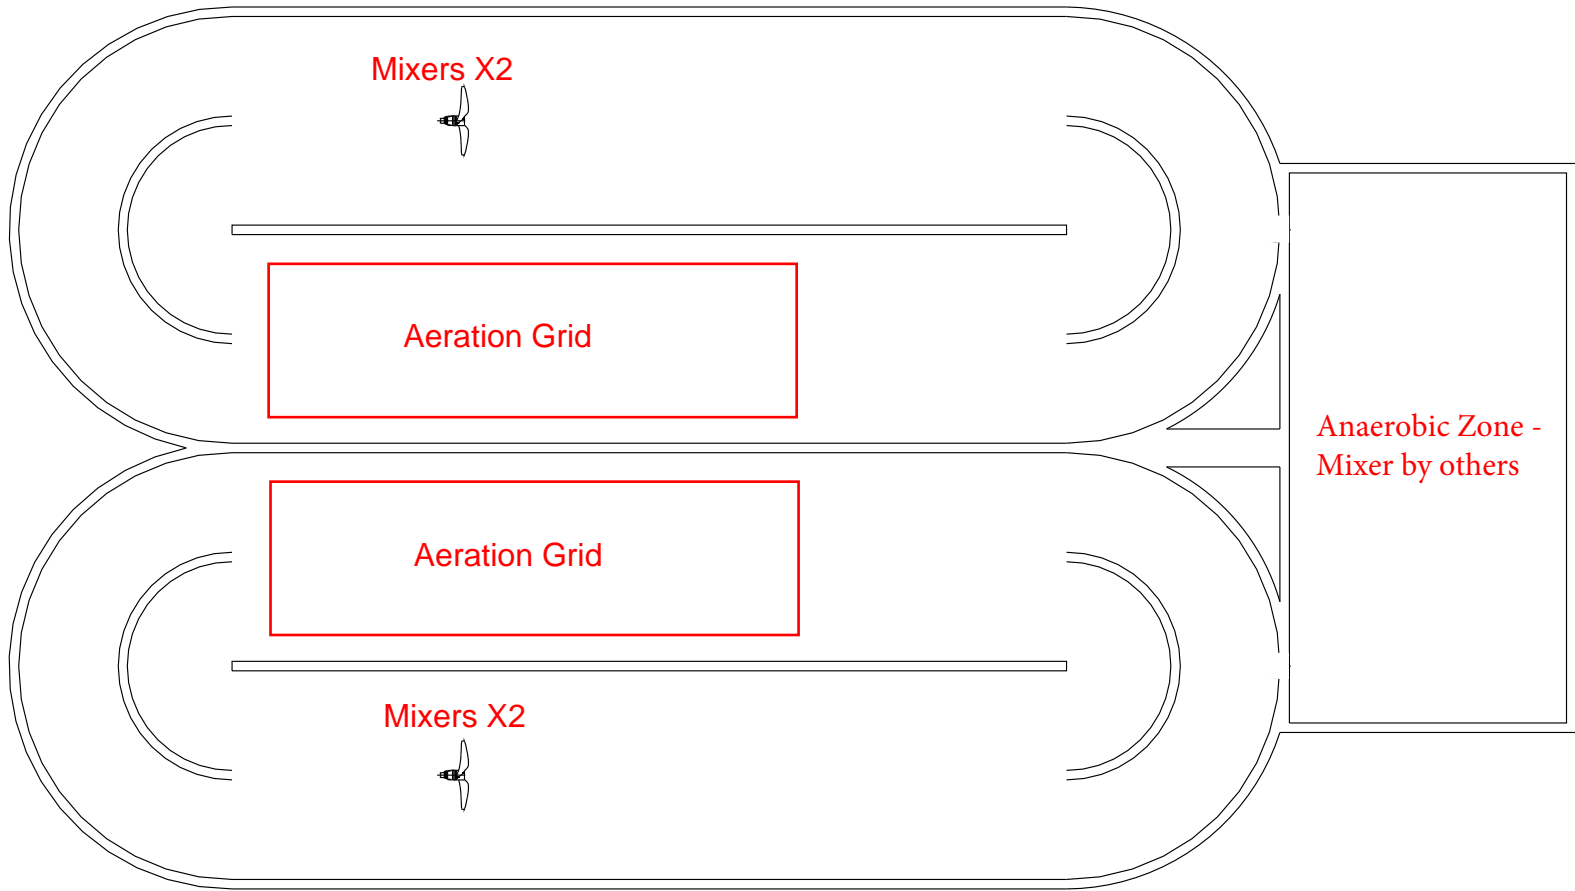 Mixers X2
Aeration Grid
Anaerobic Zone -
Mixer by others
Aeration Grid
Mixers X2